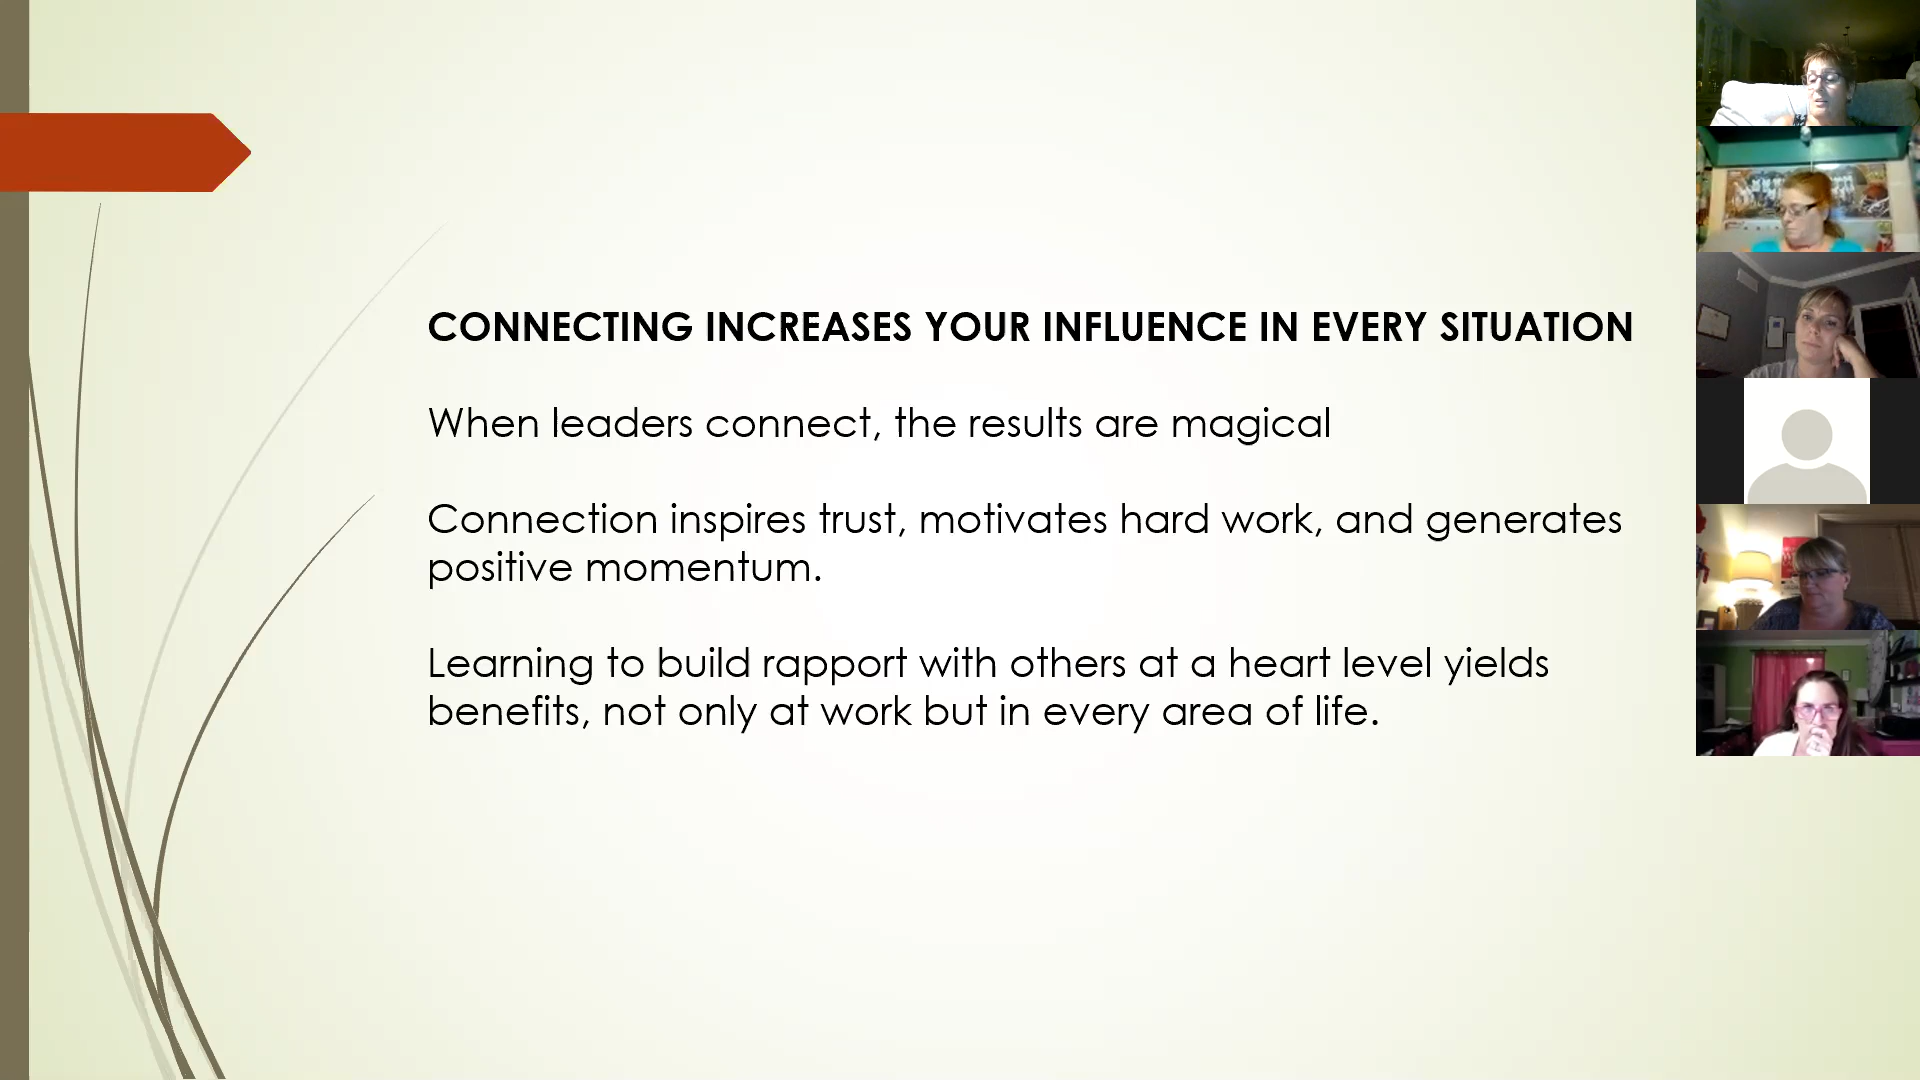 CONNECTING INCREASES YOUR INFLUENCE IN EVERY SITUATION
When leaders connect, the results are magical
Connection inspires trust, motivates hard work, and generates
positive momentum.
Learning to build rapport with others at a heart level yields
benefits, not only at work but in every area of life.